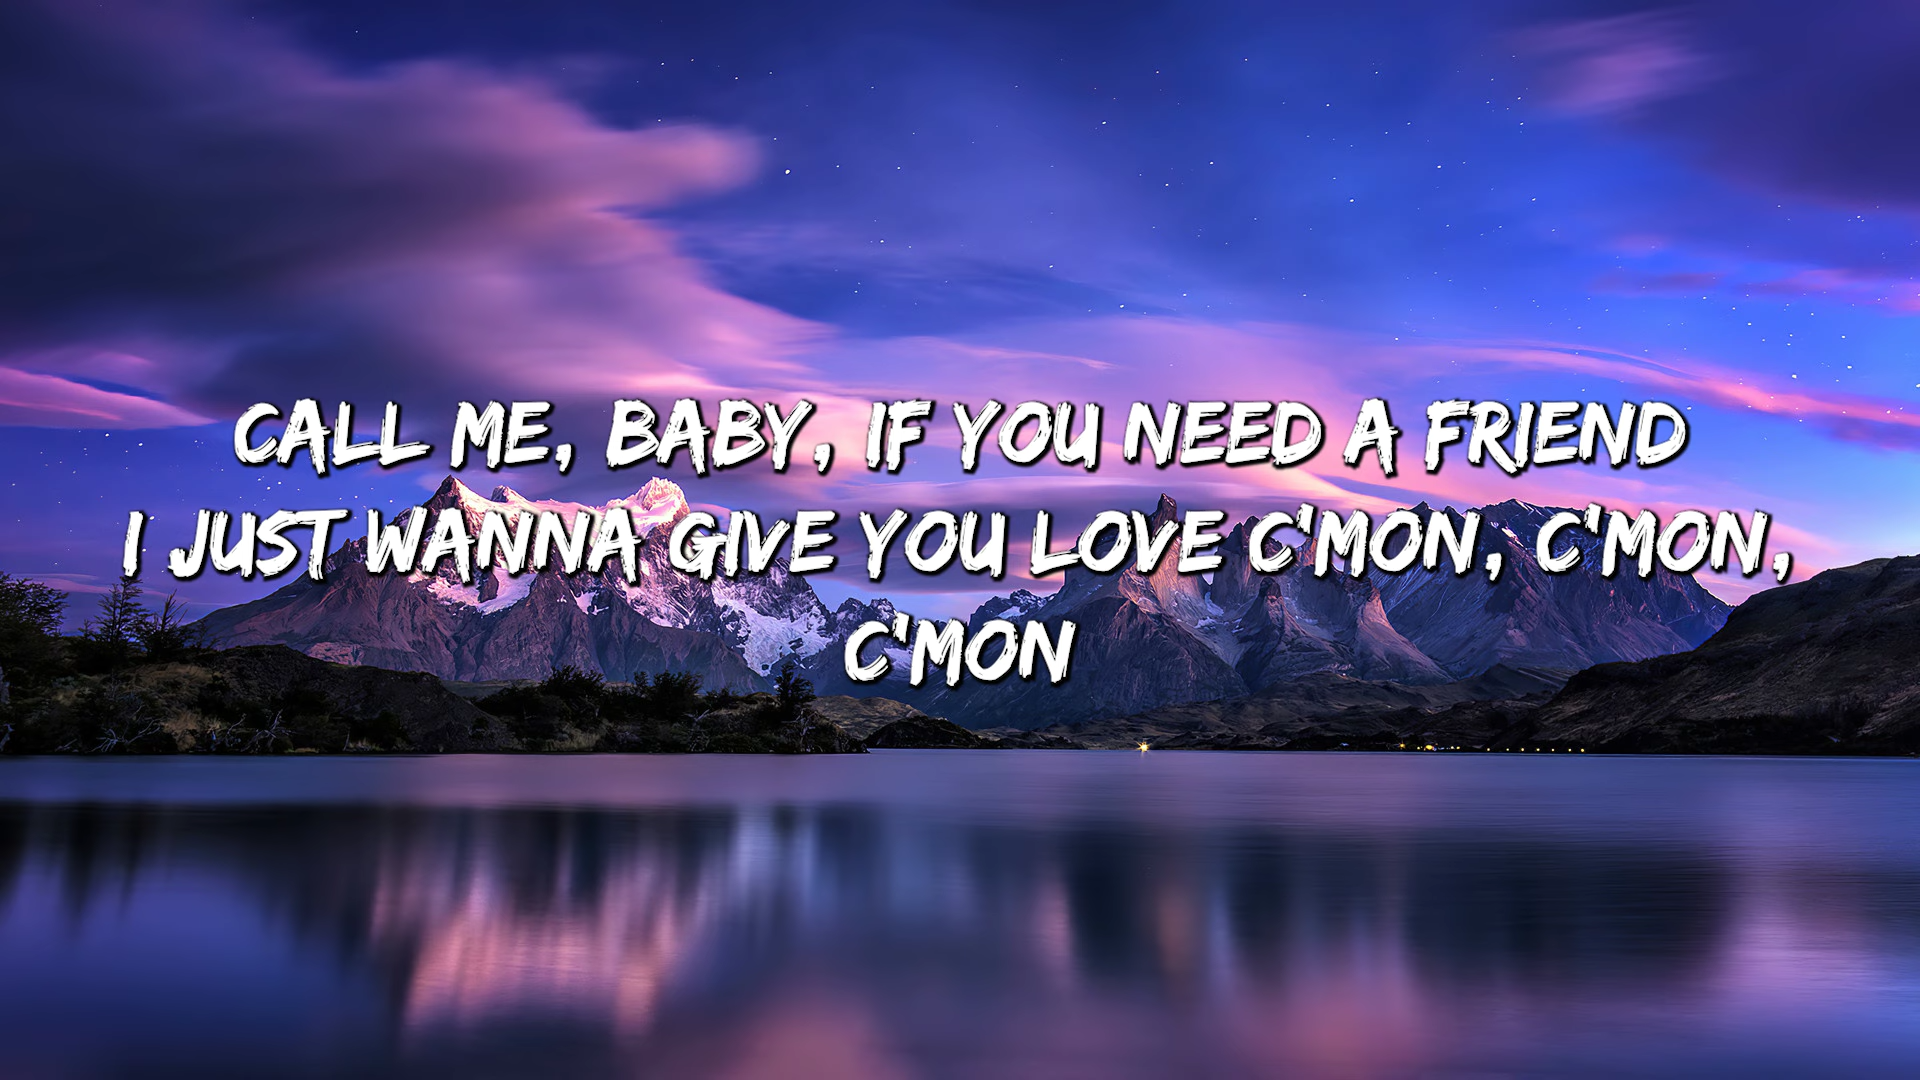 CALL ME, BABY, IF YOU NEED A FRIEND
I JUST WANNA GIVE YOU LOVE C'MON, C'MON,
C'MON